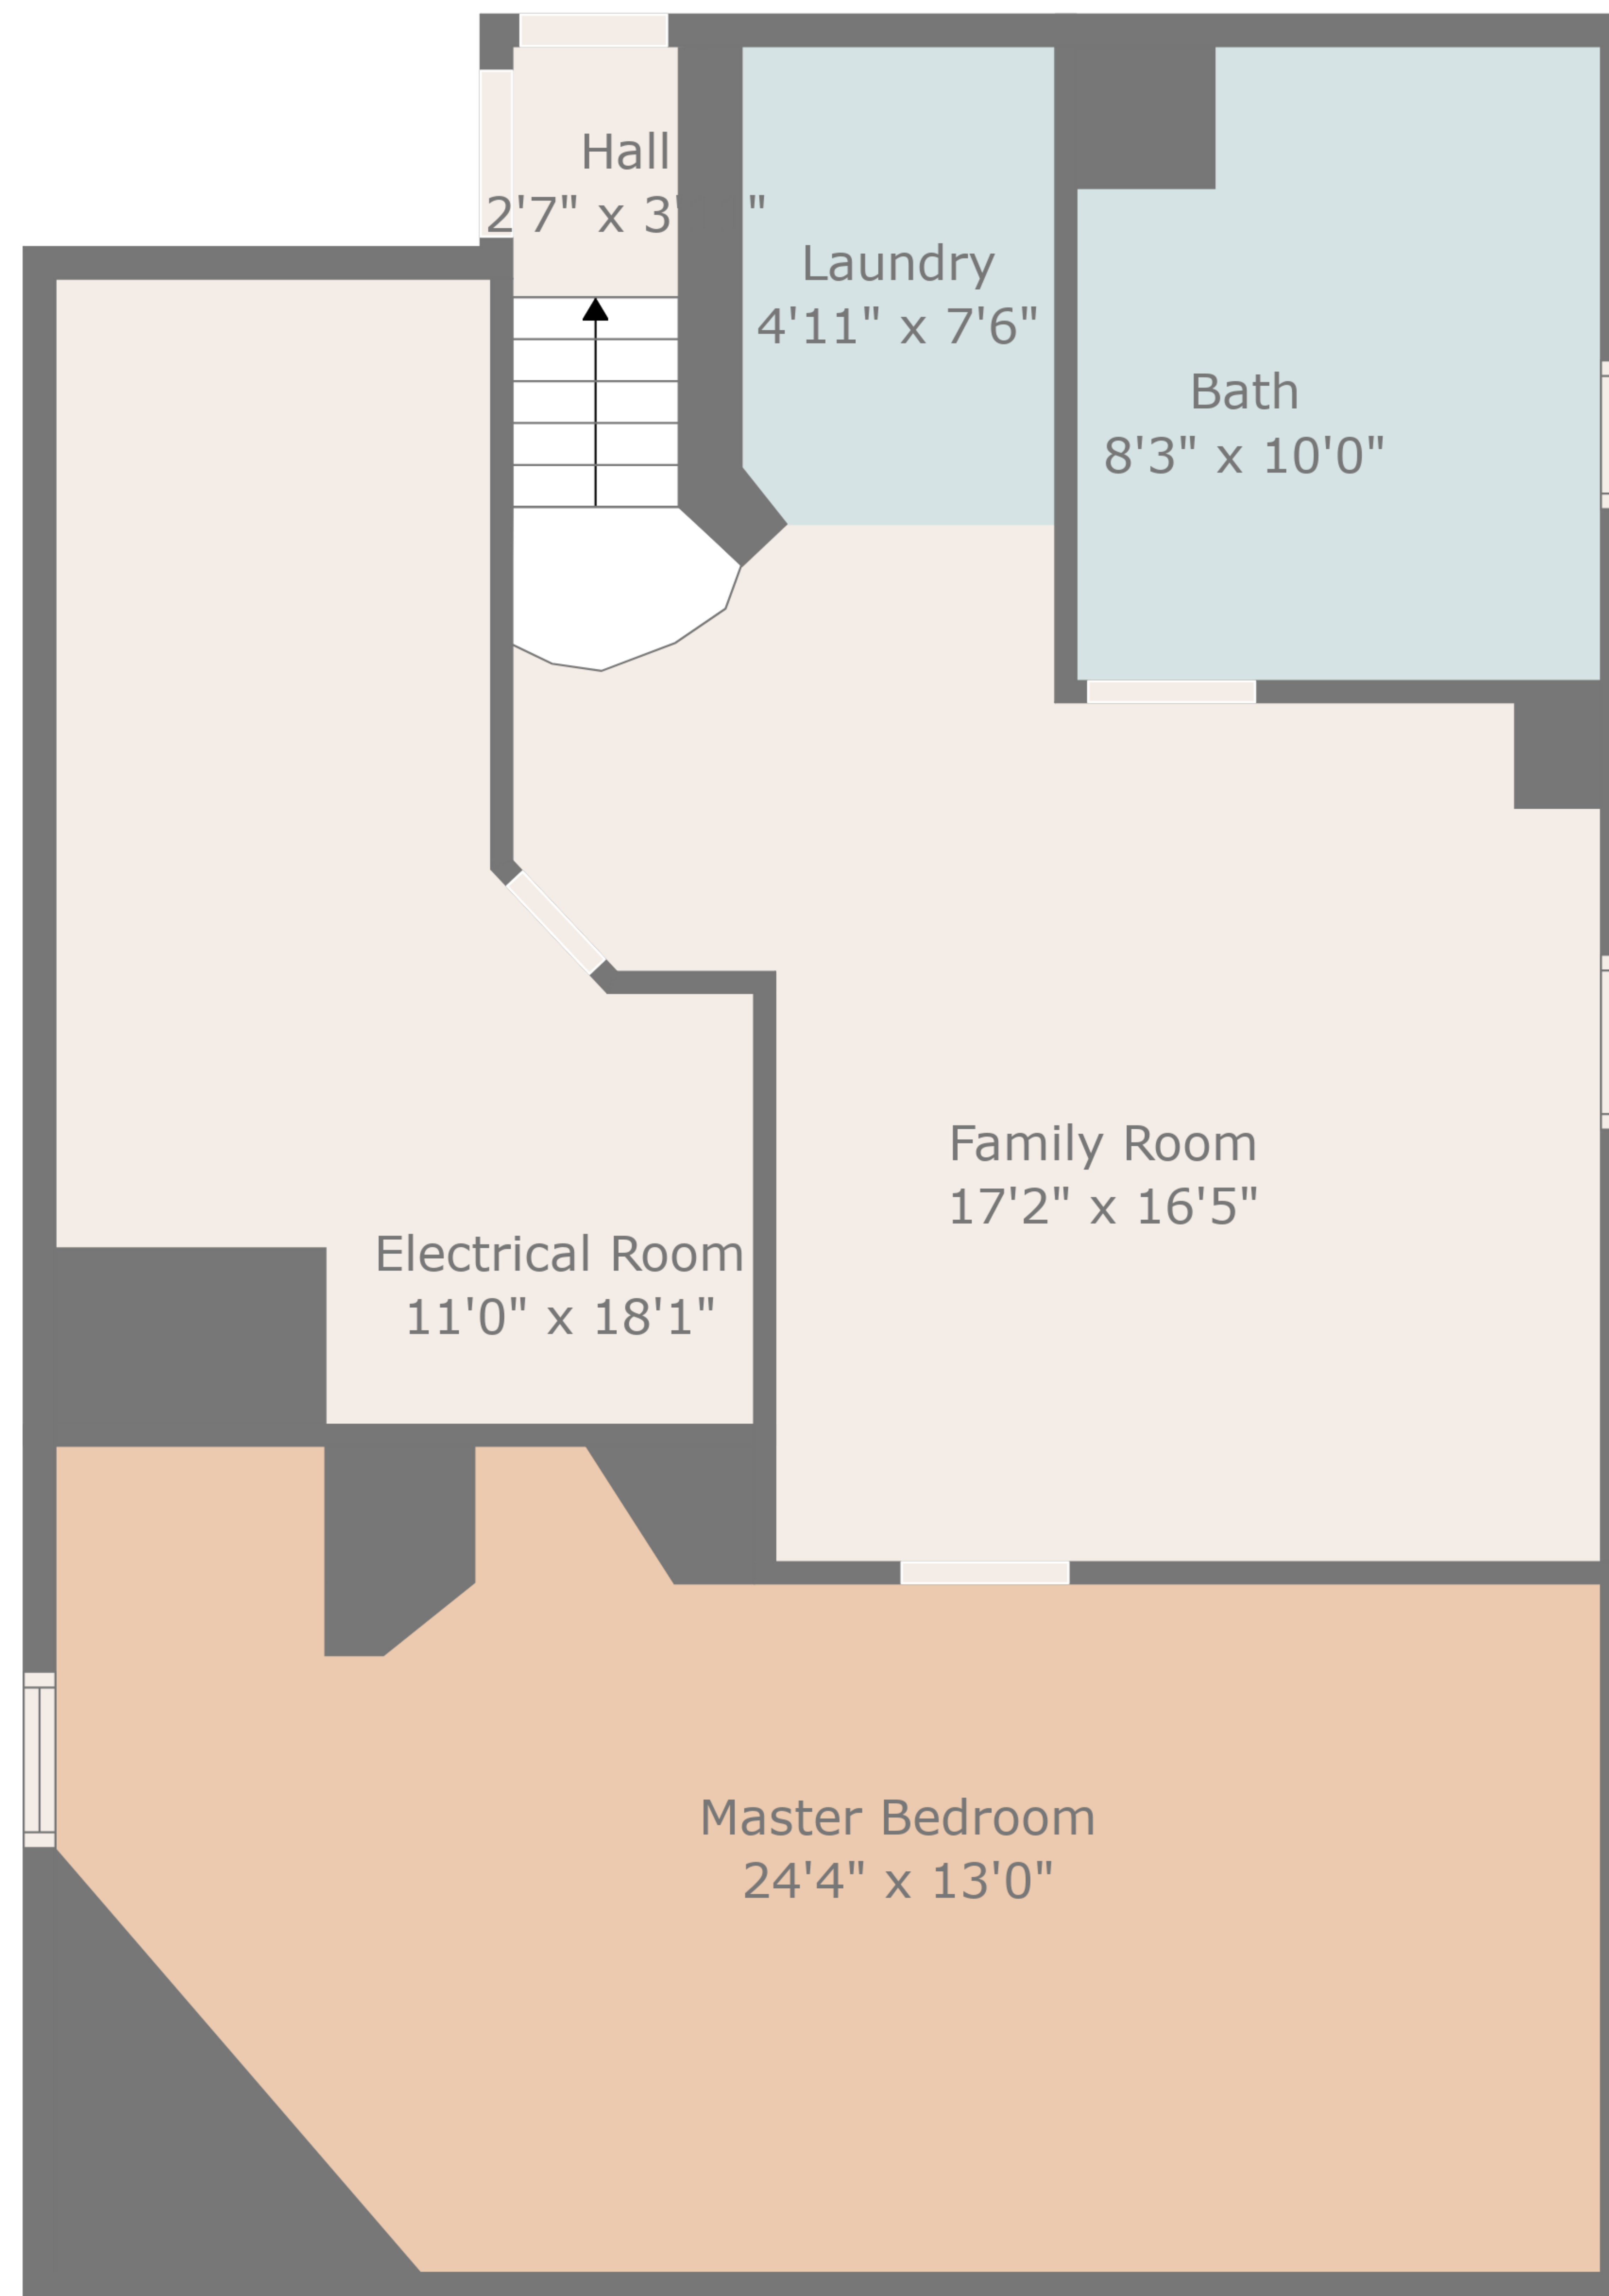 Hall
2'7" x 3' "
Laundry
4'11" x 7'6"
Bath
8'3" x 10'0"
Family Room
17'2" x 16'5"
Electrical Room
11'0" x 18'1"
Master Bedroom
24'4" x 13'0"